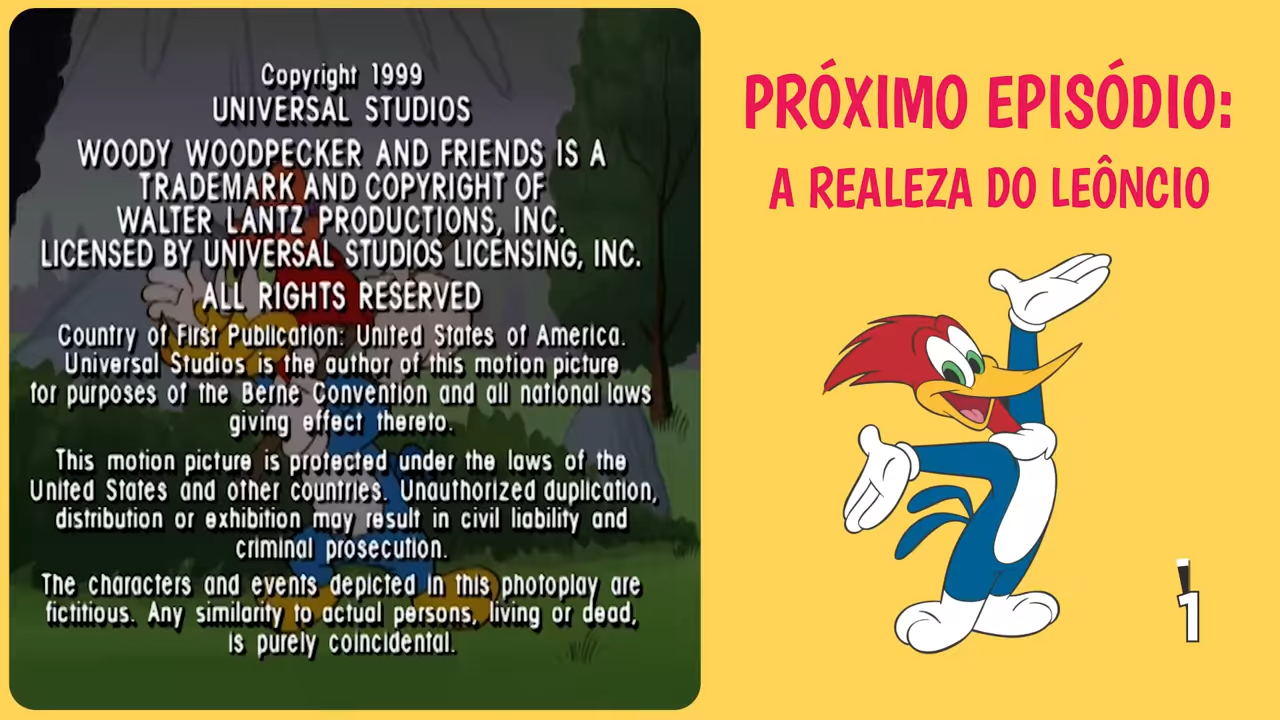 Copyright 1999
UNIVERSAL STUDIOS
WOODY WOODPECKER AND FRIENDS IS A
TRADEMARK AND COPYRIGHT OF
WALTER LANTZ PRODUCTIONS, INC.
LICENSED BY UNIVERSAL STUDIOS LICENSING, INC.
ALL RIGHTS RESERVED
Country of First Publication: United States of America.
Universal Studios is the author of this motion picture
for purposes of the Berne Convention and all national laws
giving effect thereto.
This motion picture is protected under the laws of the
United States and other countries. Unauthorized duplication,
distribution or exhibition may result in civil liability and
criminal prosecution.
The characters and events depicted in this photoplay are
fictitious. Any similarity to actual persons, living or dead,
is purely coincidental.
PRÓXIMO EPISÓDIO:
A REALEZA DO LEÔNCIO
1